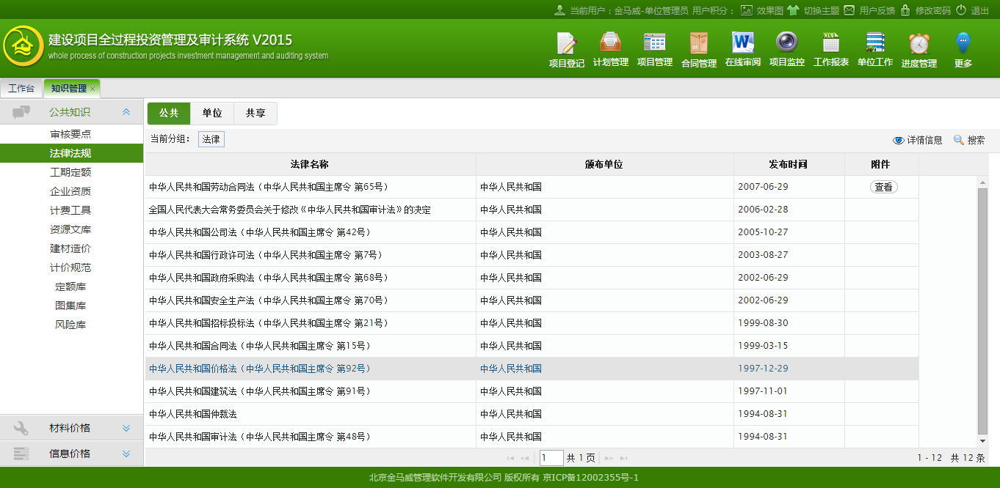 当前用户：金马威-单位管理员 用户积分： 效果图 切换主题 用户反馈 修改密码 退出
建设项目全过程投资管理及审计系统 V2015
whole process of construction projects investment management and auditing system
项目登记 计划管理 项目管理 合同管理 在线审阅 项目监控 工作报表 单位工作 进度管理 更多
工作台 知识管理 ×
公共知识
审核要点
法律法规
工期定额
企业资质
计费工具
资源文库
建材造价
计价规范
定额库
图集库
风险库
材料价格
信息价格
公共 单位 共享
当前分组： 法律 详情信息 搜索
法律名称 颁布单位 发布时间 附件
中华人民共和国劳动合同法（中华人民共和国主席令 第65号） 中华人民共和国 2007-06-29 查看
全国人民代表大会常务委员会关于修改《中华人民共和国审计法》的决定 中华人民共和国 2006-02-28
中华人民共和国公司法（中华人民共和国主席令 第42号） 中华人民共和国 2005-10-27
中华人民共和国行政许可法（中华人民共和国主席令 第7号） 中华人民共和国 2003-08-27
中华人民共和国政府采购法（中华人民共和国主席令 第68号） 中华人民共和国 2002-06-29
中华人民共和国安全生产法（中华人民共和国主席令 第70号） 中华人民共和国 2002-06-29
中华人民共和国招标投标法（中华人民共和国主席令 第21号） 中华人民共和国 1999-08-30
中华人民共和国合同法（中华人民共和国主席令 第15号） 中华人民共和国 1999-03-15
中华人民共和国价格法（中华人民共和国主席令 第92号） 中华人民共和国 1997-12-29
中华人民共和国建筑法（中华人民共和国主席令 第91号） 中华人民共和国 1997-11-01
中华人民共和国仲裁法 中华人民共和国 1994-08-31
中华人民共和国审计法（中华人民共和国主席令 第48号） 中华人民共和国 1994-08-31
1 共 1 页 1 - 12 共 12 条
北京金马威管理软件开发有限公司 版权所有 京ICP备12002355号-1